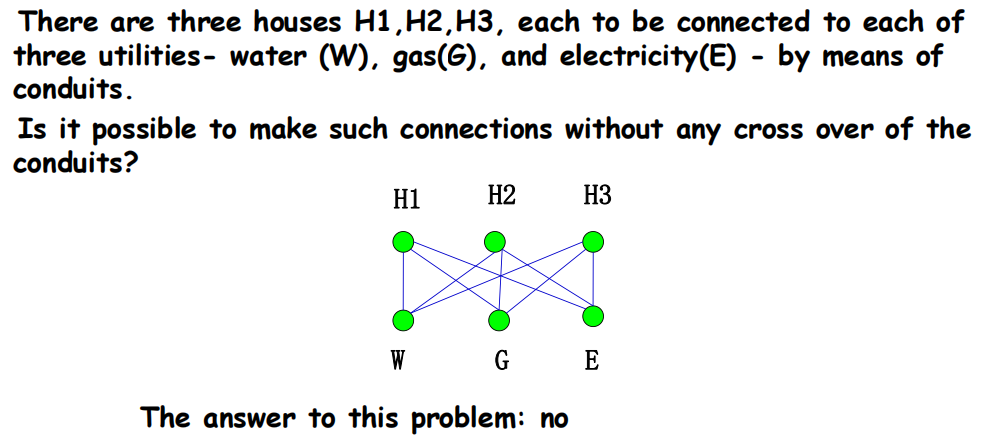 There are three houses H1,H2,H3, each to be connected to each of
three utilities- water (W), gas(G), and electricity(E) - by means of
conduits.
Is it possible to make such connections without any cross over of the
conduits?
H1 H2 H3
W G E
The answer to this problem: no